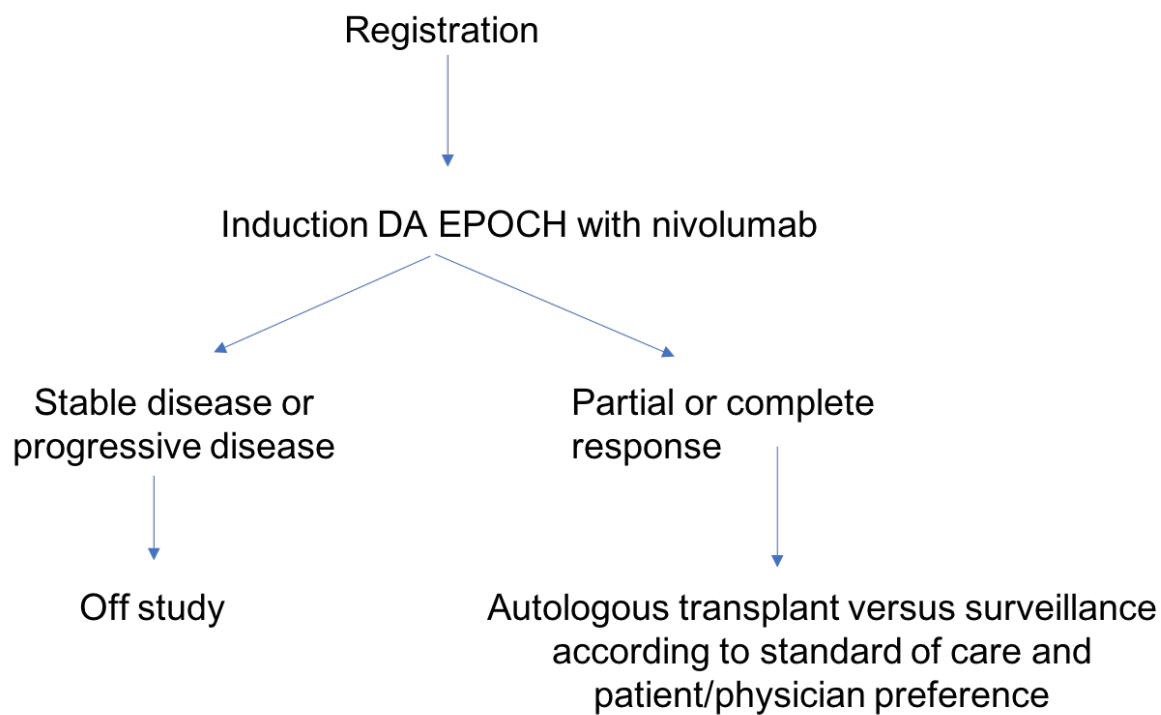 Registration
Induction DA EPOCH with nivolumab
Stable disease or
progressive disease
Partial or complete
response
Off study
Autologous transplant versus surveillance
according to standard of care and
patient/physician preference